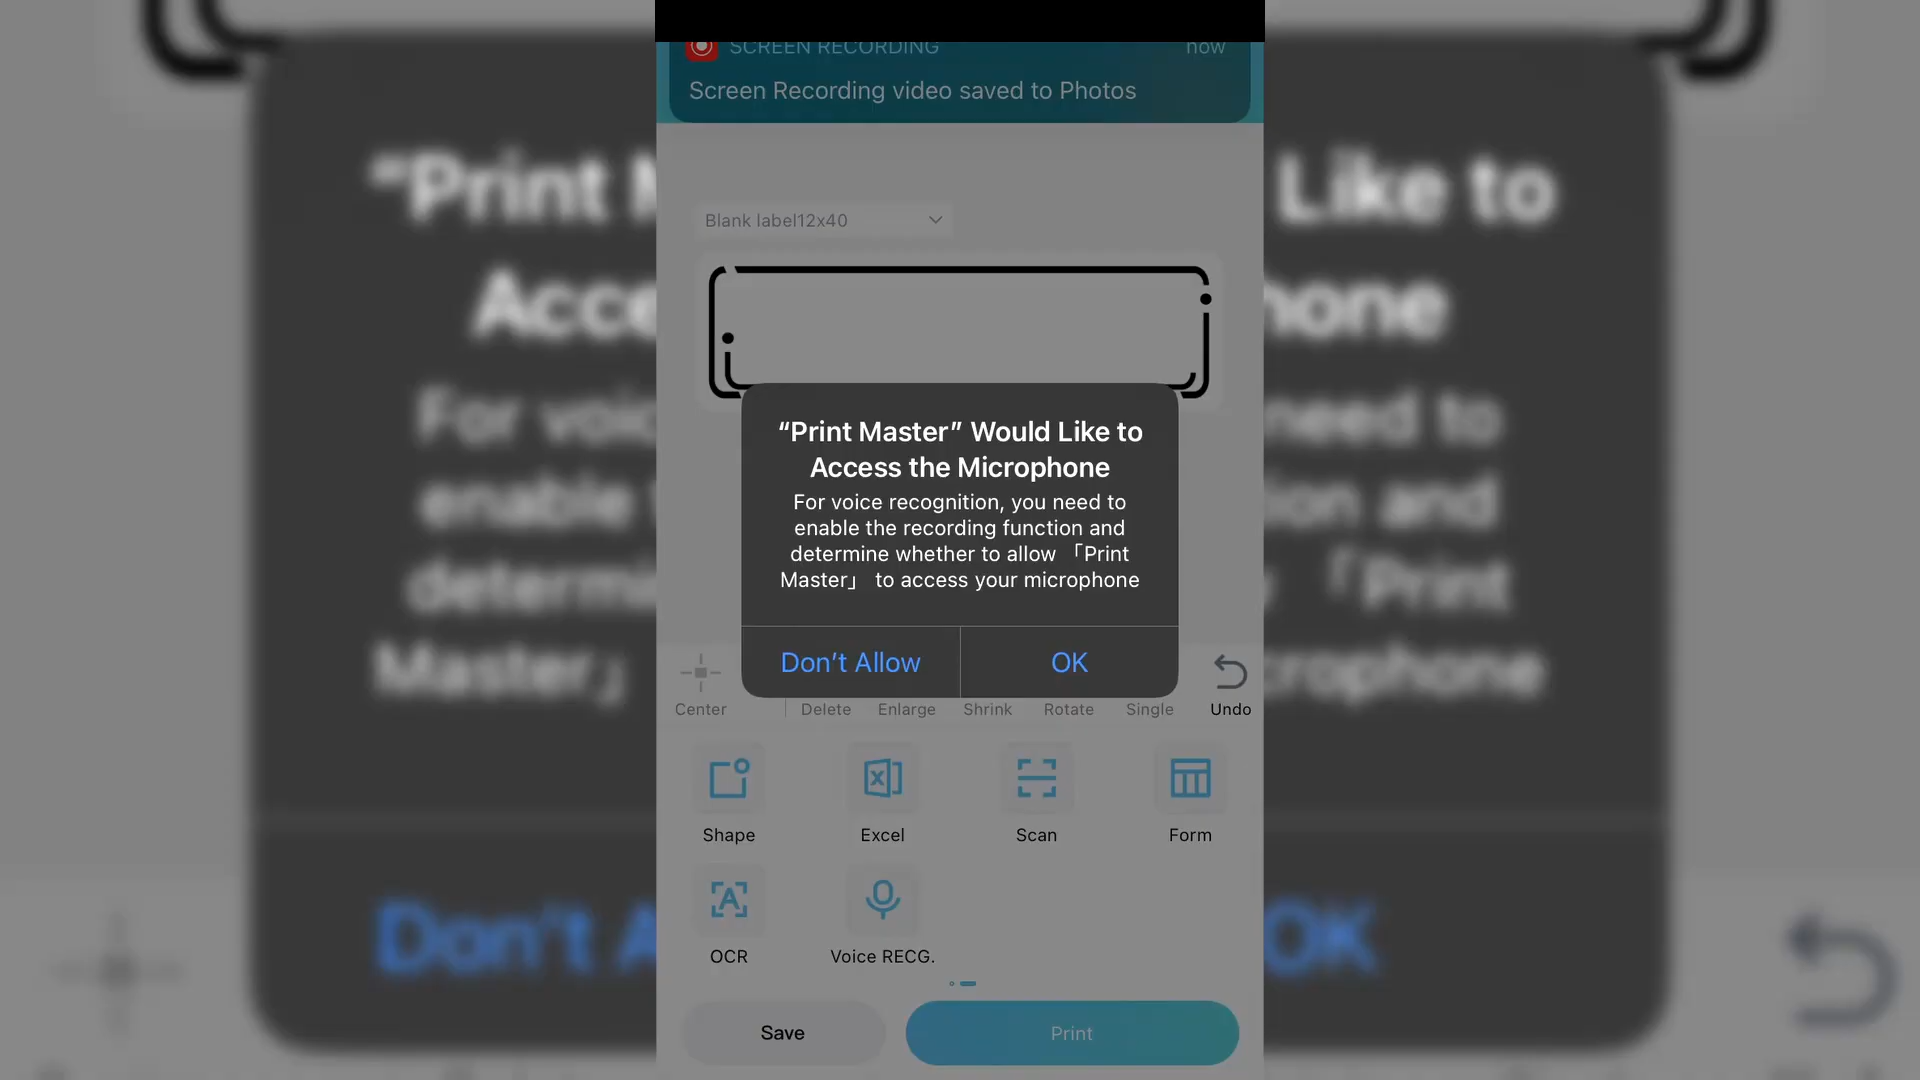 SCREEN RECORDING
now
Screen Recording video saved to Photos
Blank label12x40
“Print Master” Would Like to
Access the Microphone
For voice recognition, you need to
enable the recording function and
determine whether to allow 「Print
Master」 to access your microphone
Don’t Allow
OK
Center
Delete
Enlarge
Shrink
Rotate
Single
Undo
Shape
Excel
Scan
Form
OCR
Voice RECG.
Save
Print